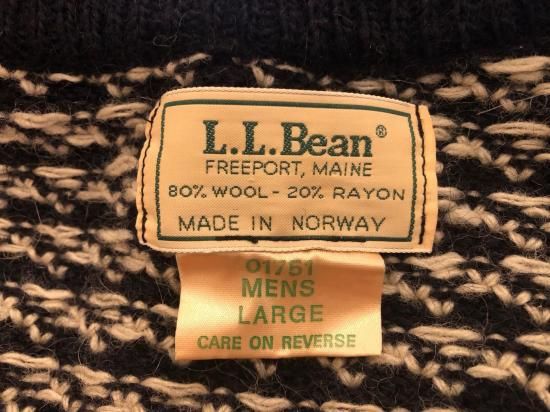 L.L.Bean®
FREEPORT, MAINE
80% WOOL - 20% RAYON
MADE IN NORWAY
01751
MENS
LARGE
CARE ON REVERSE